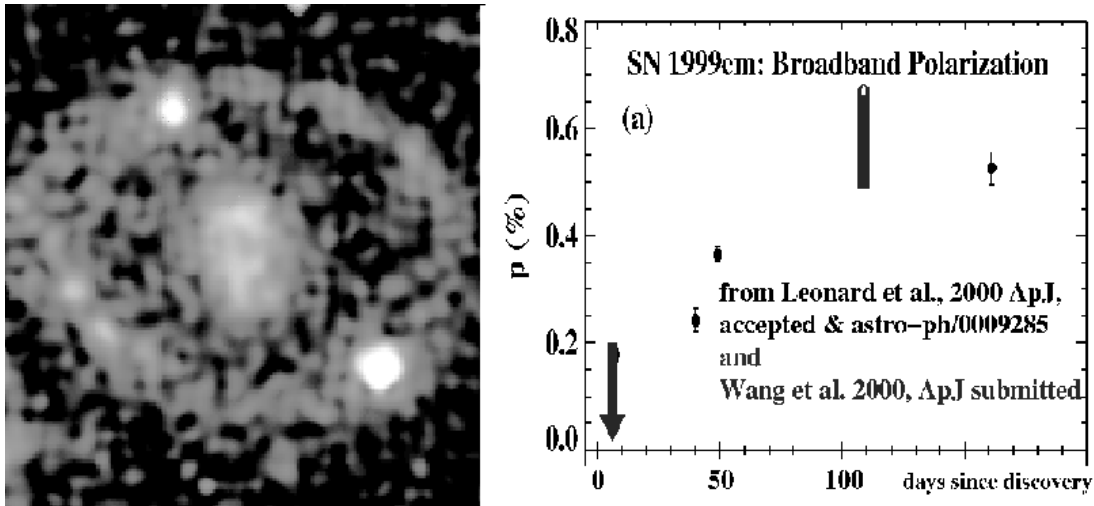 SN 1999em: Broadband Polarization
(a)
0.8
0.6
0.4
0.2
0.0
p (%)
from Leonard et al., 2000 ApJ,
accepted & astro-ph/0009285
and
Wang et al. 2000, ApJ submitted
0 50 100 days since discovery